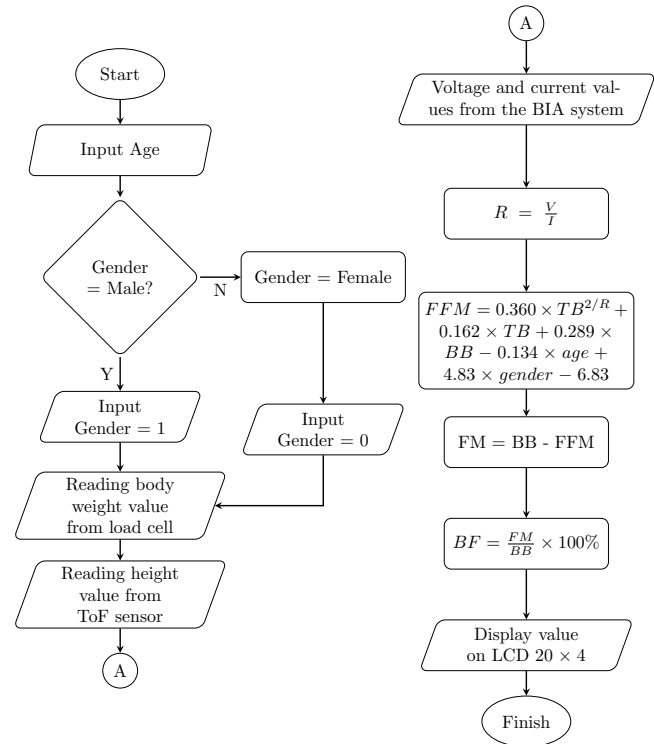 Start
Input Age
Gender
= Male?
N
Gender = Female
Y
Input
Gender = 1
Input
Gender = 0
Reading body
weight value
from load cell
Reading height
value from
ToF sensor
A
A
Voltage and current val-
ues from the BIA system
R = V/I
FFM = 0.360 × TB^{2/R} +
0.162 × TB + 0.289 ×
BB − 0.134 × age +
4.83 × gender − 6.83
FM = BB - FFM
BF = FM/BB × 100%
Display value
on LCD 20 × 4
Finish